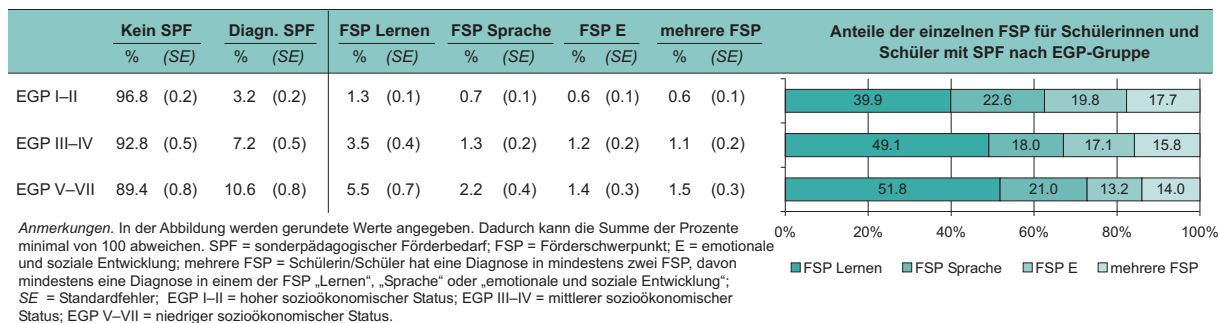 Kein SPF Diagn. SPF FSP Lernen FSP Sprache FSP E mehrere FSP
% (SE) % (SE) % (SE) % (SE) % (SE) % (SE)
Anteile der einzelnen FSP für Schülerinnen und
Schüler mit SPF nach EGP-Gruppe
EGP I–II 96.8 (0.2) 3.2 (0.2) 1.3 (0.1) 0.7 (0.1) 0.6 (0.1) 0.6 (0.1) 39.9 22.6 19.8 17.7
EGP III–IV 92.8 (0.5) 7.2 (0.5) 3.5 (0.4) 1.3 (0.2) 1.2 (0.2) 1.1 (0.2) 49.1 18.0 17.1 15.8
EGP V–VII 89.4 (0.8) 10.6 (0.8) 5.5 (0.7) 2.2 (0.4) 1.4 (0.3) 1.5 (0.3) 51.8 21.0 13.2 14.0
0% 20% 40% 60% 80% 100%
FSP Lernen FSP Sprache FSP E mehrere FSP
Anmerkungen. In der Abbildung werden gerundete Werte angegeben. Dadurch kann die Summe der Prozente
minimal von 100 abweichen. SPF = sonderpädagogischer Förderbedarf; FSP = Förderschwerpunkt; E = emotionale
und soziale Entwicklung; mehrere FSP = Schülerin/Schüler hat eine Diagnose in mindestens zwei FSP, davon
mindestens eine Diagnose in einem der FSP „Lernen“, „Sprache“ oder „emotionale und soziale Entwicklung“;
SE = Standardfehler; EGP I–II = hoher sozioökonomischer Status; EGP III–IV = mittlerer sozioökonomischer
Status; EGP V–VII = niedriger sozioökonomischer Status.